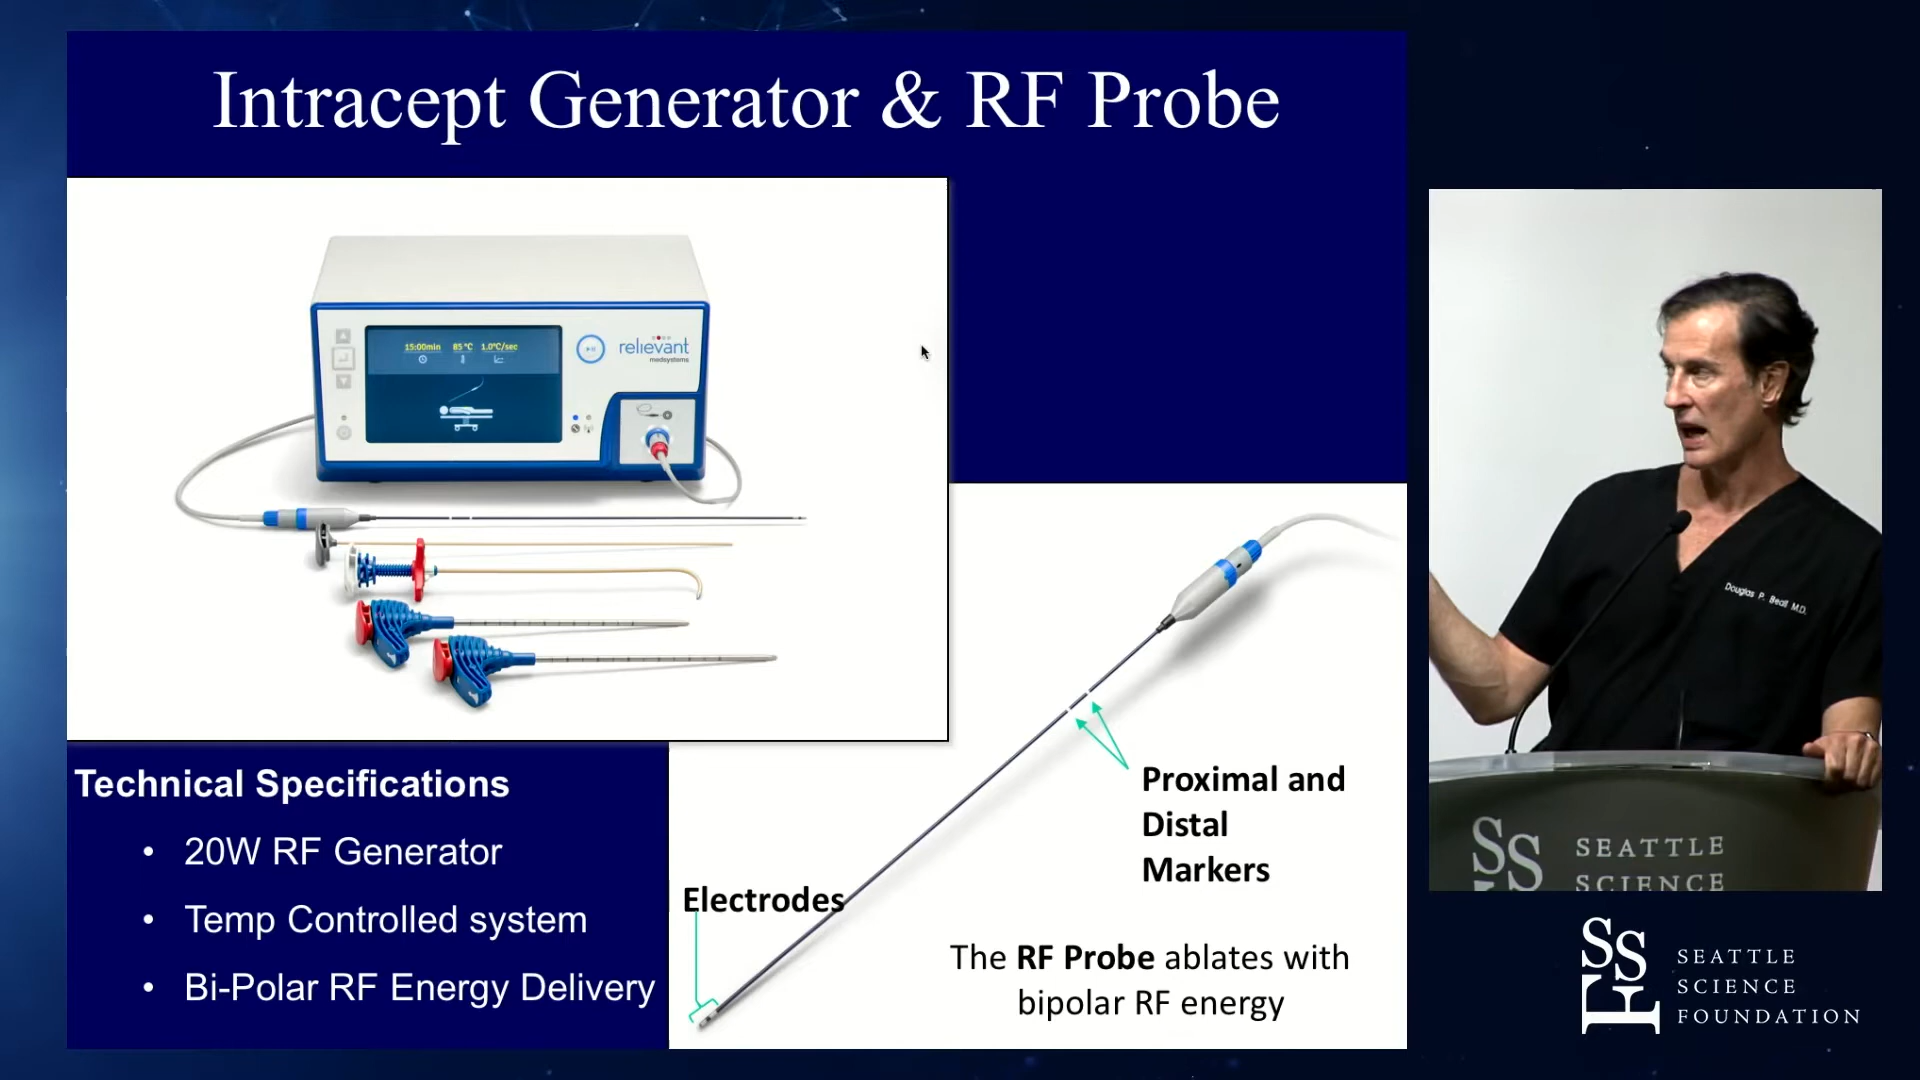 Intracept Generator & RF Probe
15:00min 85 °C 1.0°C/sec
relievant
medsystems
Technical Specifications
• 20W RF Generator
• Temp Controlled system
• Bi-Polar RF Energy Delivery
Electrodes
Proximal and
Distal
Markers
The RF Probe ablates with
bipolar RF energy
Douglas P. Beall M.D.
SSF SEATTLE
SCIENCE
SSF
SEATTLE
SCIENCE
FOUNDATION